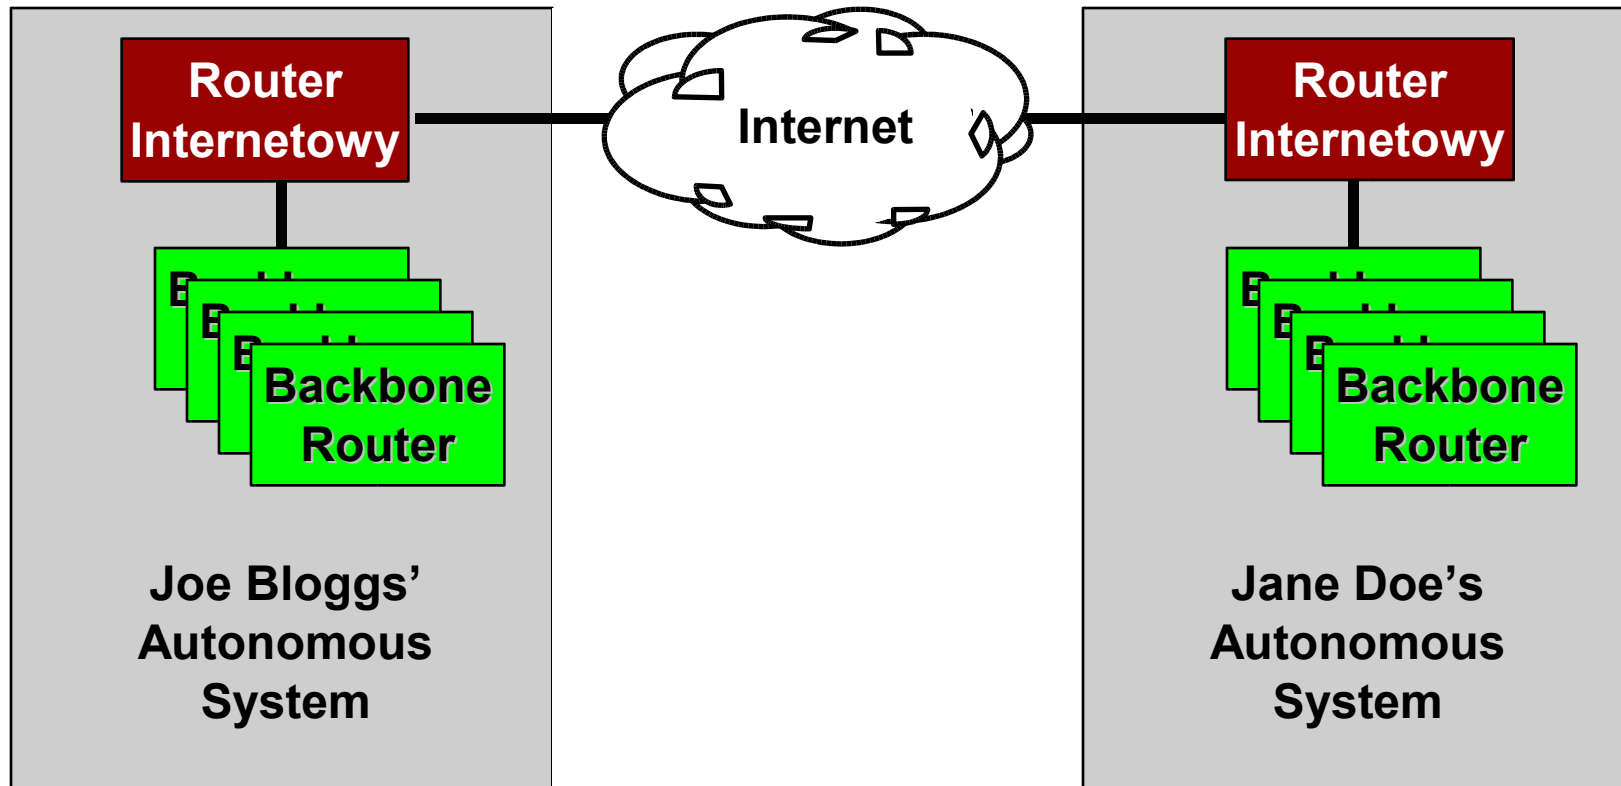 Router
Internetowy
Internet
Router
Internetowy
Backbone
Router
Backbone
Router
Joe Bloggs’
Autonomous
System
Jane Doe’s
Autonomous
System